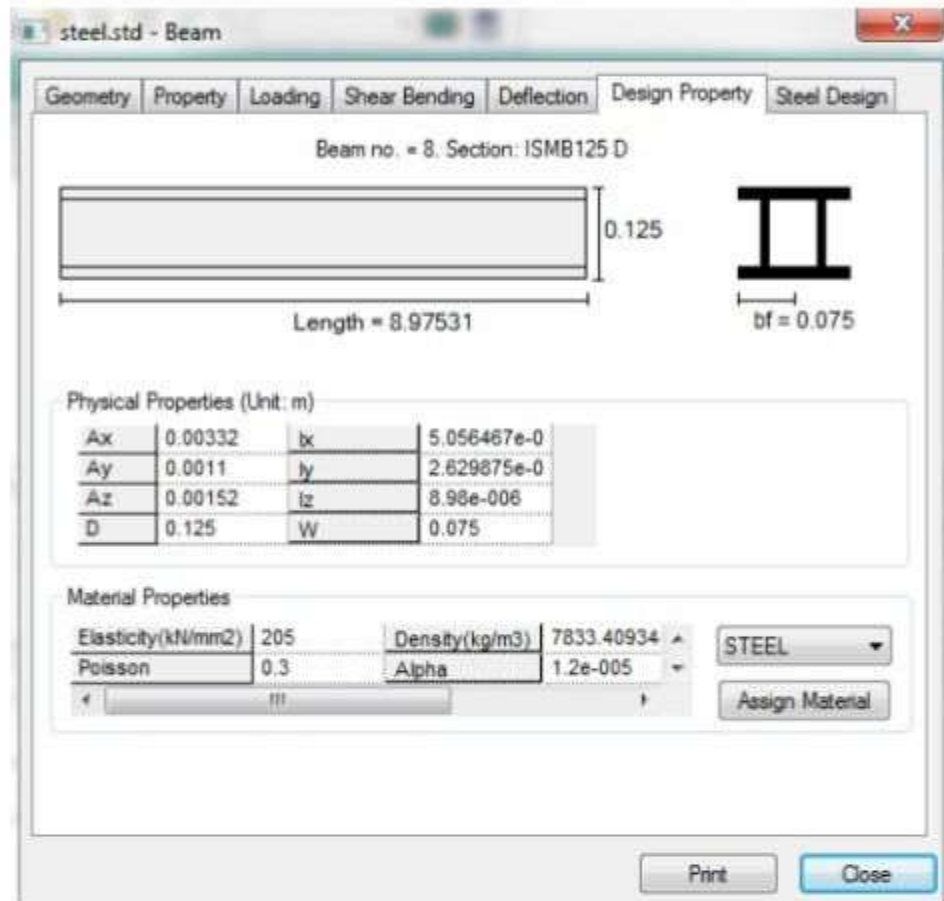 steel.std - Beam
Geometry Property Loading Shear Bending Deflection Design Property Steel Design
Beam no. = 8. Section: ISMB125 D
0.125
Length = 8.97531
bf = 0.075
Physical Properties (Unit: m)
Ax 0.00332 Ix 5.056467e-0
Ay 0.0011 Iy 2.629875e-0
Az 0.00152 Iz 8.98e-006
D 0.125 W 0.075
Material Properties
Elasticity(kN/mm2) 205 Density(kg/m3) 7833.40934
Poisson 0.3 Alpha 1.2e-005
STEEL
Assign Material
Print Close